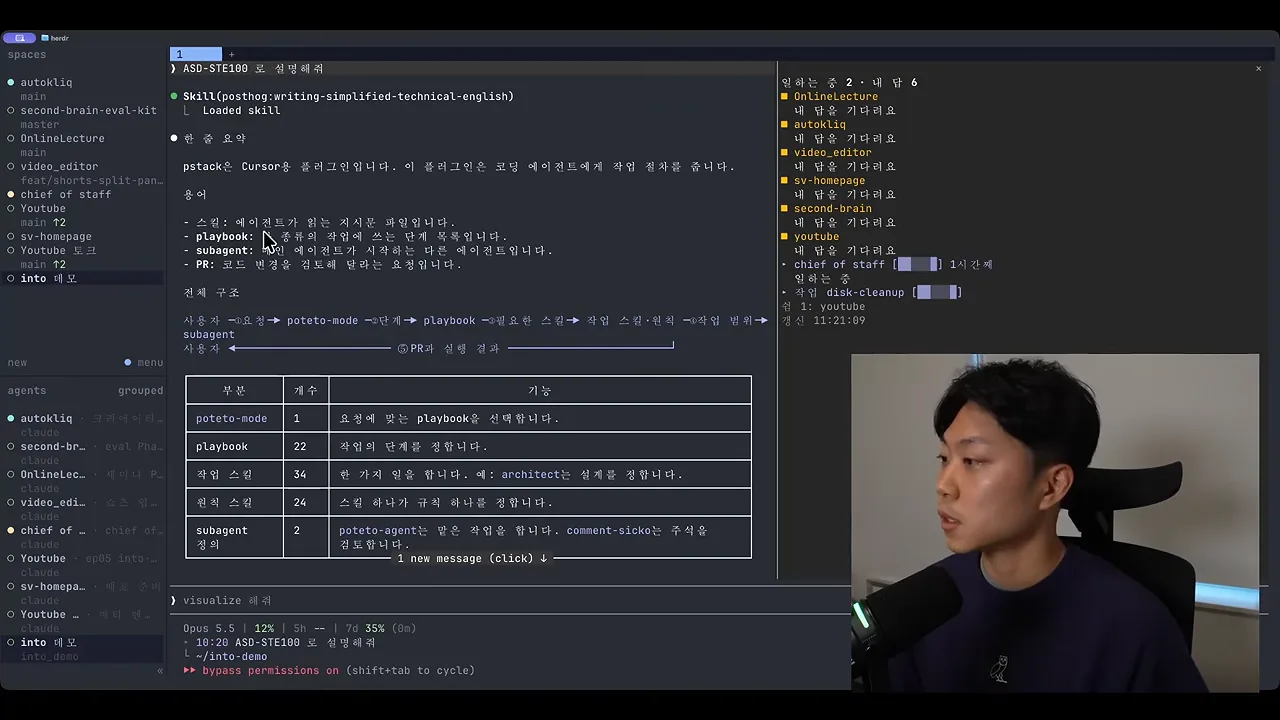 herdr
spaces
autokliq
main
second-brain-eval-kit
master
OnlineLecture
main
video_editor
feat/shorts-split-pan…
chief of staff
Youtube
main ↑2
sv-homepage
Youtube 토크
main ↑2
into 데모
new
menu
agents
grouped
autokliq
claude
second-br… · eval Pha…
claude
OnlineLec…
claude
video_edi…
claude
chief of … · chief of…
claude
Youtube · ep05 into-…
claude
sv-homepa…
claude
Youtube …
claude
into 데모
into_demo
«
1 +
❯ ASD-STE100 로 설명해줘
Skill(posthog:writing-simplified-technical-english)
Loaded skill
한 줄 요약
pstack은 Cursor용 플러그인입니다. 이 플러그인은 코딩 에이전트에게 작업 절차를 줍니다.
용어
- 스킬: 에이전트가 읽는 지시문 파일입니다.
- playbook: 종류의 작업에 쓰는 단계 목록입니다.
- subagent: 에이전트가 시작하는 다른 에이전트입니다.
- PR: 코드 변경을 검토해 달라는 요청입니다.
전체 구조
사용자 —①요청→ poteto-mode —②단계→ playbook —③필요한 스킬→ 작업 스킬·원칙 —④작업 범위→
subagent
사용자 ← ⑤PR과 실행 결과
부분 개수 기능
poteto-mode 1 요청에 맞는 playbook을 선택합니다.
playbook 22 작업의 단계를 정합니다.
작업 스킬 34 한 가지 일을 합니다. 예: architect는 설계를 정합니다.
원칙 스킬 24 스킬 하나가 규칙 하나를 정합니다.
subagent 2 poteto-agent는 맡은 작업을 합니다. comment-sicko는 주석을
정의 검토합니다.
1 new message (click) ↓
❯ visualize 해줘
Opus 5.5 | 12% | 5h -- | 7d 35% (0m)
10:20 ASD-STE100 로 설명해줘
└ ~/into-demo
▸▸ bypass permissions on (shift+tab to cycle)
×
일하는 중 2 · 내 답 6
OnlineLecture
내 답을 기다려요
autokliq
내 답을 기다려요
video_editor
내 답을 기다려요
sv-homepage
내 답을 기다려요
second-brain
내 답을 기다려요
youtube
내 답을 기다려요
chief of staff [ ] 1시간째
일하는 중
작업 disk-cleanup [ ]
쉼 1: youtube
갱신 11:21:09